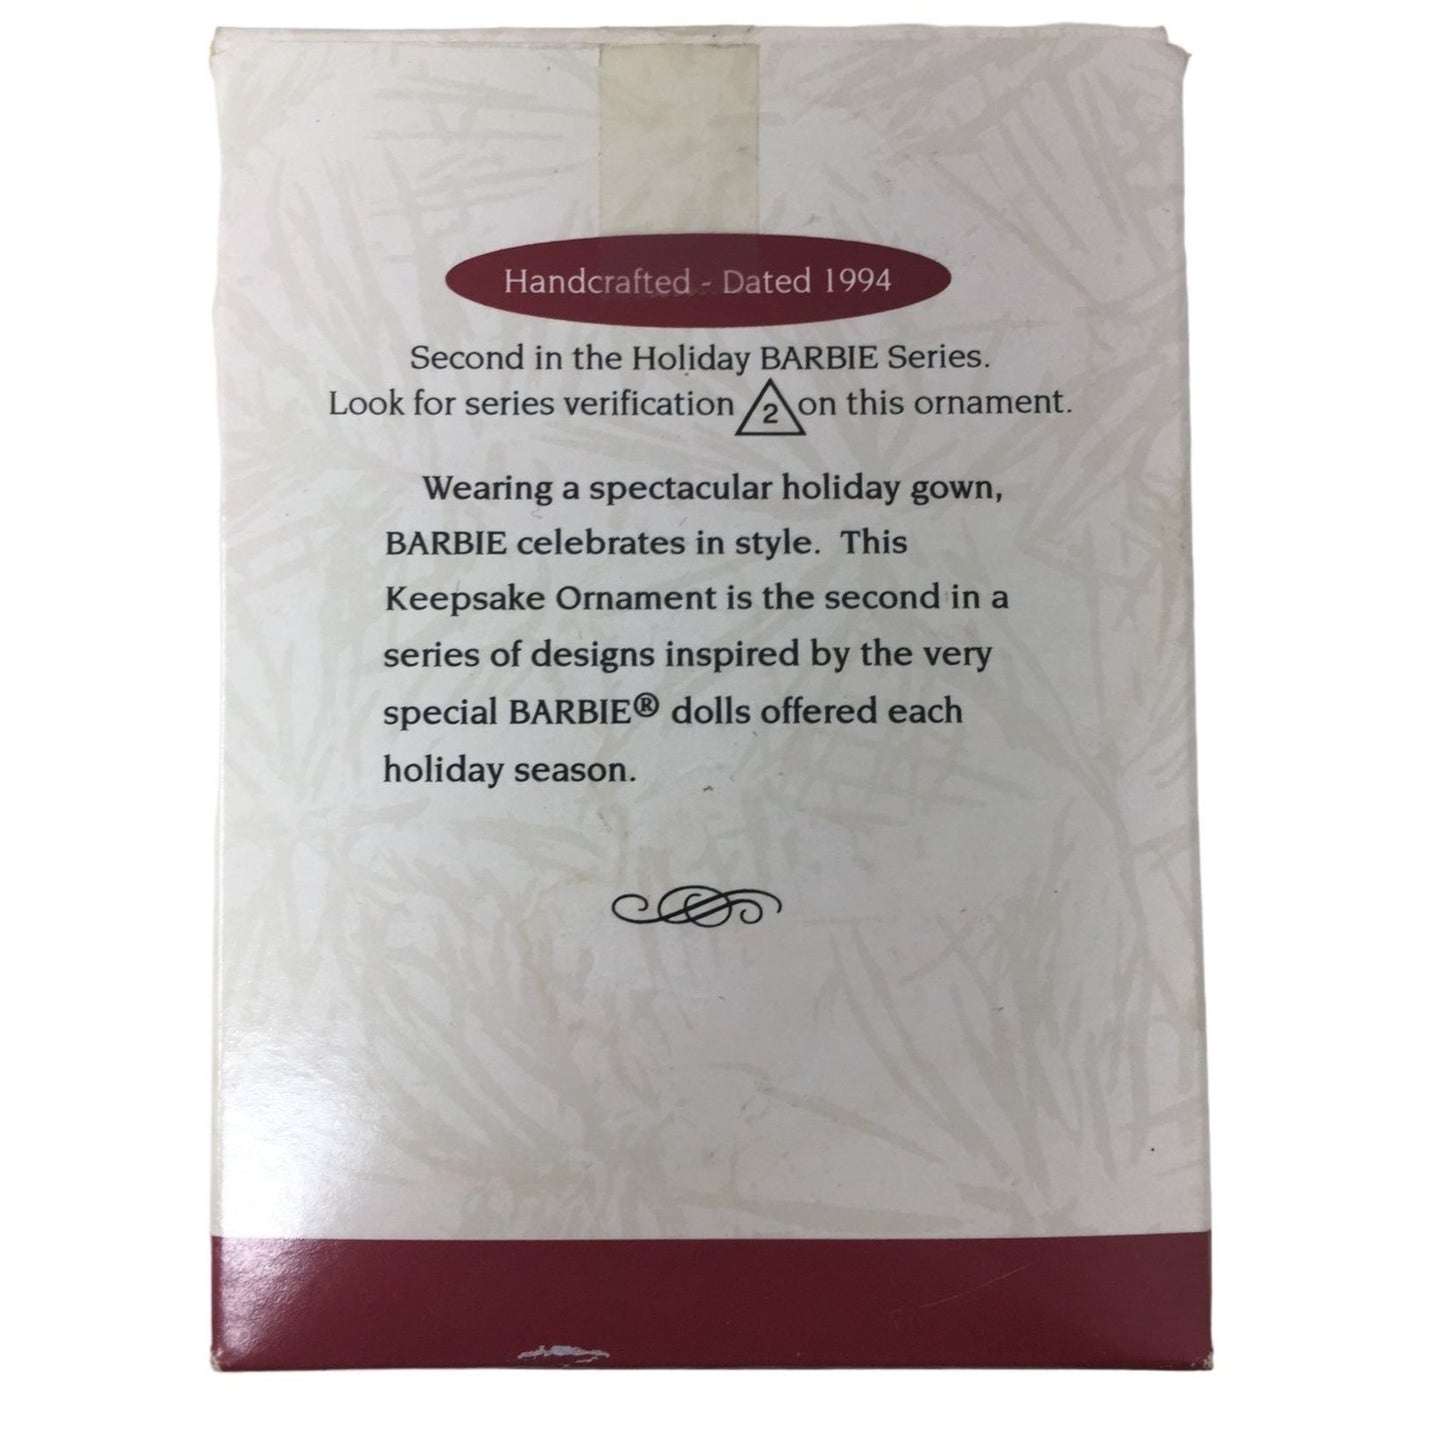 Handcrafted - Dated 1994
Second in the Holiday BARBIE Series.
Look for series verification 2 on this ornament.
Wearing a spectacular holiday gown,
BARBIE celebrates in style. This
Keepsake Ornament is the second in a
series of designs inspired by the very
special BARBIE® dolls offered each
holiday season.